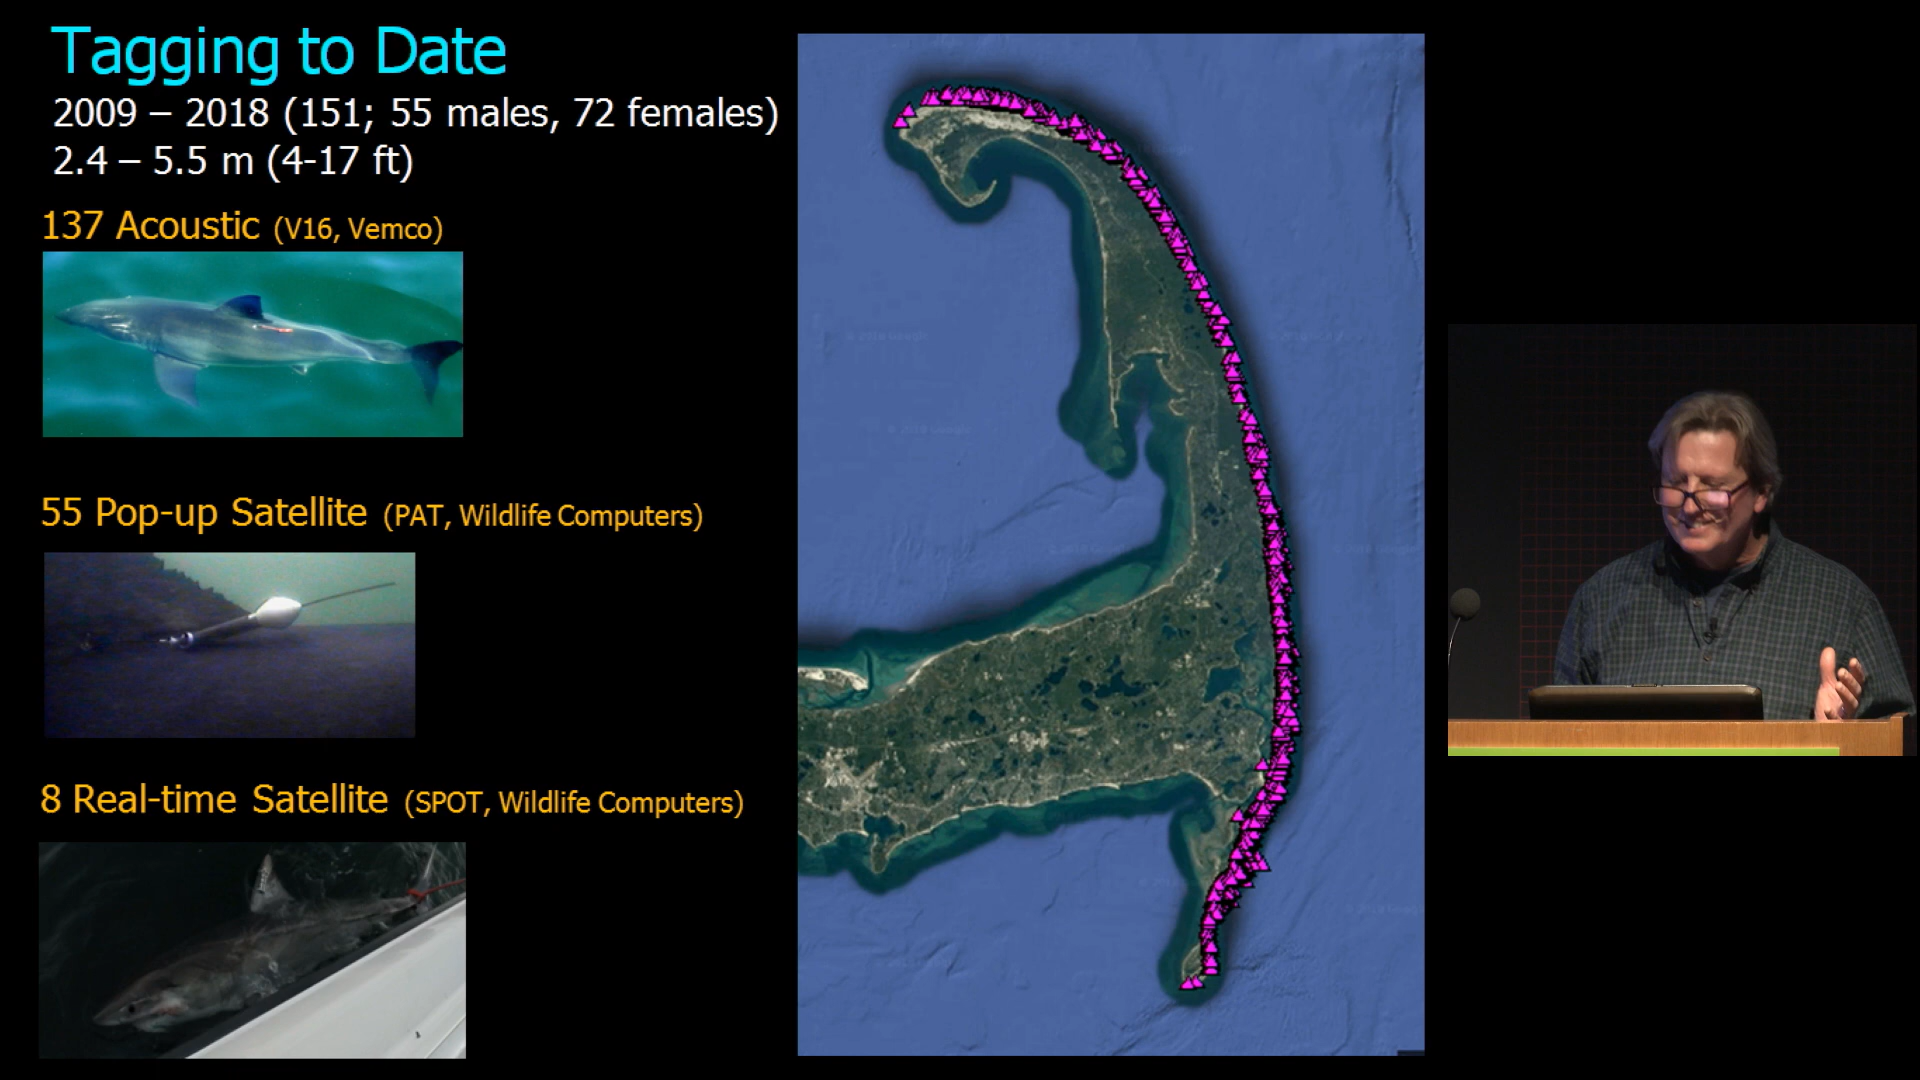 Tagging to Date
2009 – 2018 (151; 55 males, 72 females)
2.4 – 5.5 m (4-17 ft)
137 Acoustic (V16, Vemco)
55 Pop-up Satellite (PAT, Wildlife Computers)
8 Real-time Satellite (SPOT, Wildlife Computers)